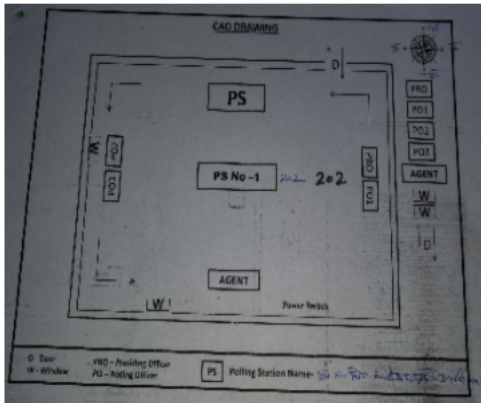 CAD DRAWING
D
PS
PRO
PO1
PO2
PO3
AGENT
W
W
D
W
PO2
PO3
PS No -1 202 202
PRO
PO1
AGENT
W
Power Switch
D Door
W - Window
PRO - Presiding Officer
PO - Polling Officer
PS Polling Station Name-